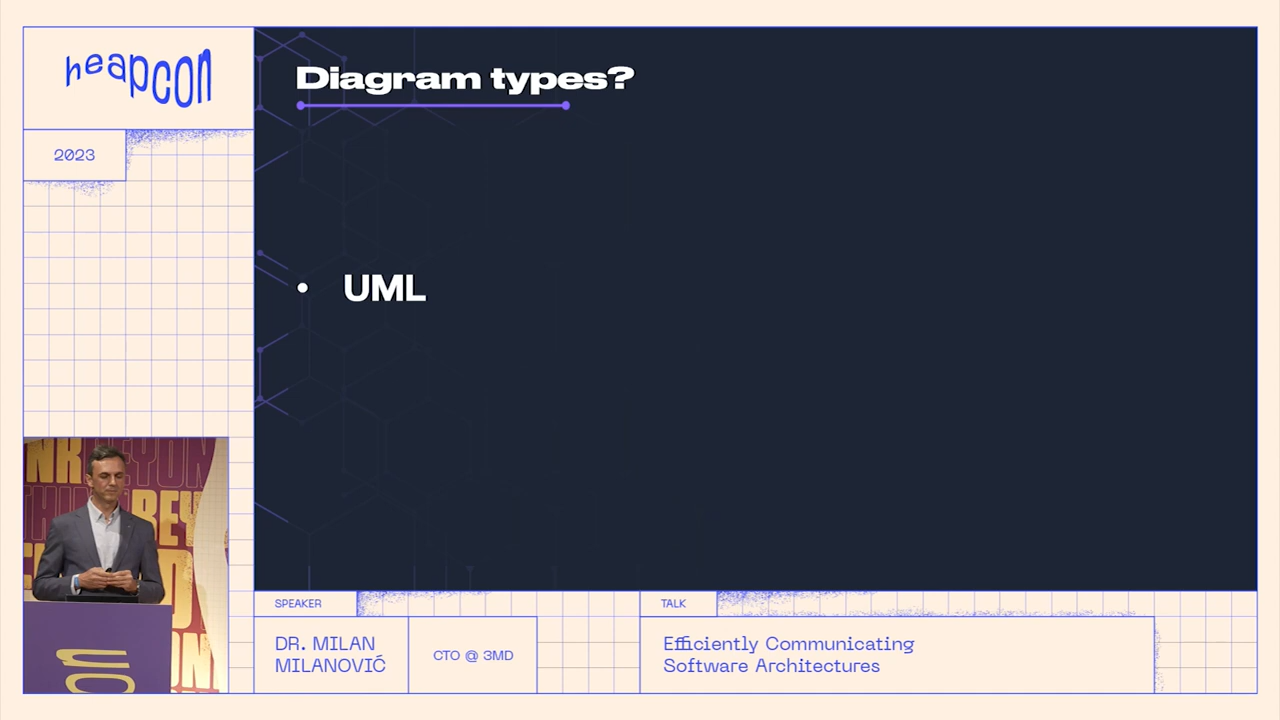 heapcon
2023
Diagram types?
• UML
SPEAKER
DR. MILAN
MILANOVIĆ
CTO @ 3MD
TALK
Efficiently Communicating
Software Architectures